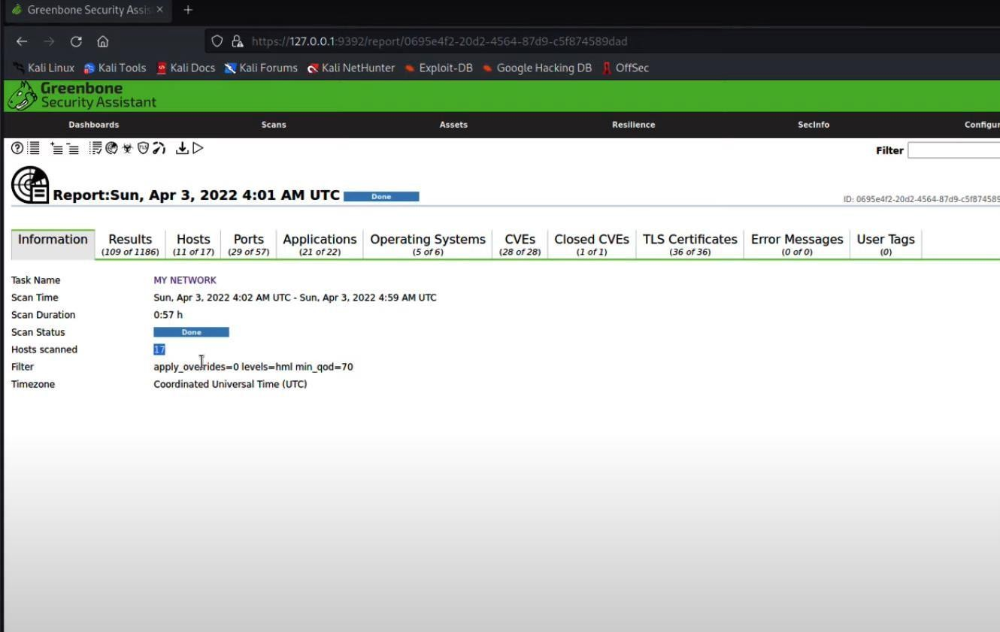 Greenbone Security Assis
https://127.0.0.1:9392/report/0695e4f2-20d2-4564-87d9-c5f874589dad
Kali Linux Kali Tools Kali Docs Kali Forums Kali NetHunter Exploit-DB Google Hacking DB OffSec
Greenbone
Security Assistant
Dashboards Scans Assets Resilience SecInfo Configur
Filter
Report:Sun, Apr 3, 2022 4:01 AM UTC Done
ID: 0695e4f2-20d2-4564-87d9-c5f874589
Information Results Hosts Ports Applications Operating Systems CVEs Closed CVEs TLS Certificates Error Messages User Tags
(109 of 1186) (11 of 17) (29 of 57) (21 of 22) (5 of 6) (28 of 28) (1 of 1) (36 of 36) (0 of 0) (0)
Task Name MY NETWORK
Scan Time Sun, Apr 3, 2022 4:02 AM UTC - Sun, Apr 3, 2022 4:59 AM UTC
Scan Duration 0:57 h
Scan Status Done
Hosts scanned 17
Filter apply_overrides=0 levels=hml min_qod=70
Timezone Coordinated Universal Time (UTC)